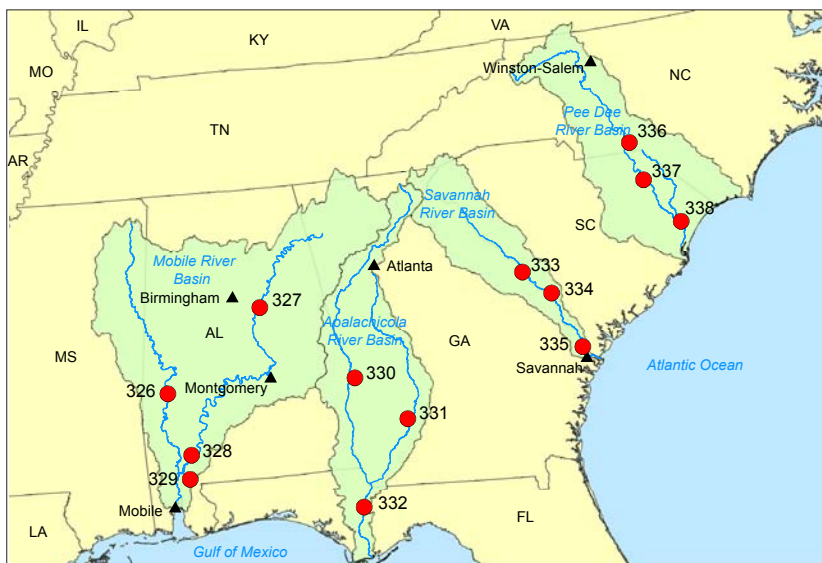 IL
VA
KY
MO
Winston-Salem
NC
Pee Dee
River Basin
TN
336
AR
337
Savannah
River Basin
338
SC
Mobile River
Basin
Atlanta
333
Birmingham
327
334
Apalachicola
River Basin
AL
GA
335
MS
Savannah
Atlantic Ocean
Montgomery
330
326
331
328
329
Mobile
332
FL
LA
Gulf of Mexico